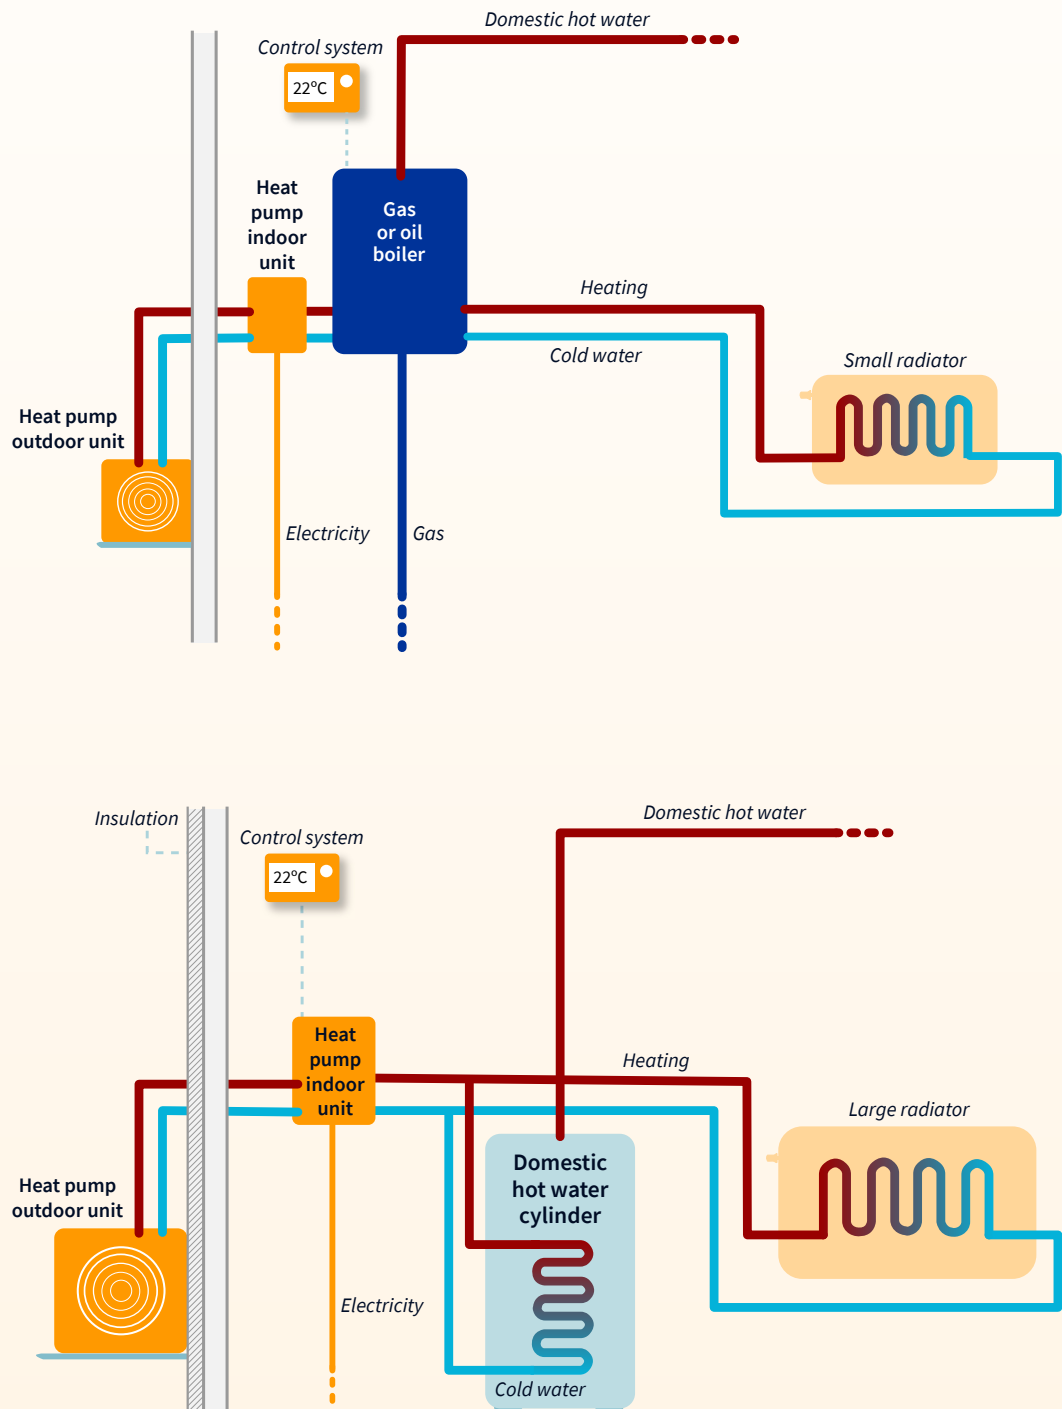 Domestic hot water
Control system
22°C
Heat
pump
indoor
unit
Gas
or oil
boiler
Heating
Cold water
Small radiator
Heat pump
outdoor unit
Electricity
Gas
Insulation
Domestic hot water
Control system
22°C
Heat
pump
indoor
unit
Heating
Large radiator
Domestic
hot water
cylinder
Heat pump
outdoor unit
Electricity
Cold water